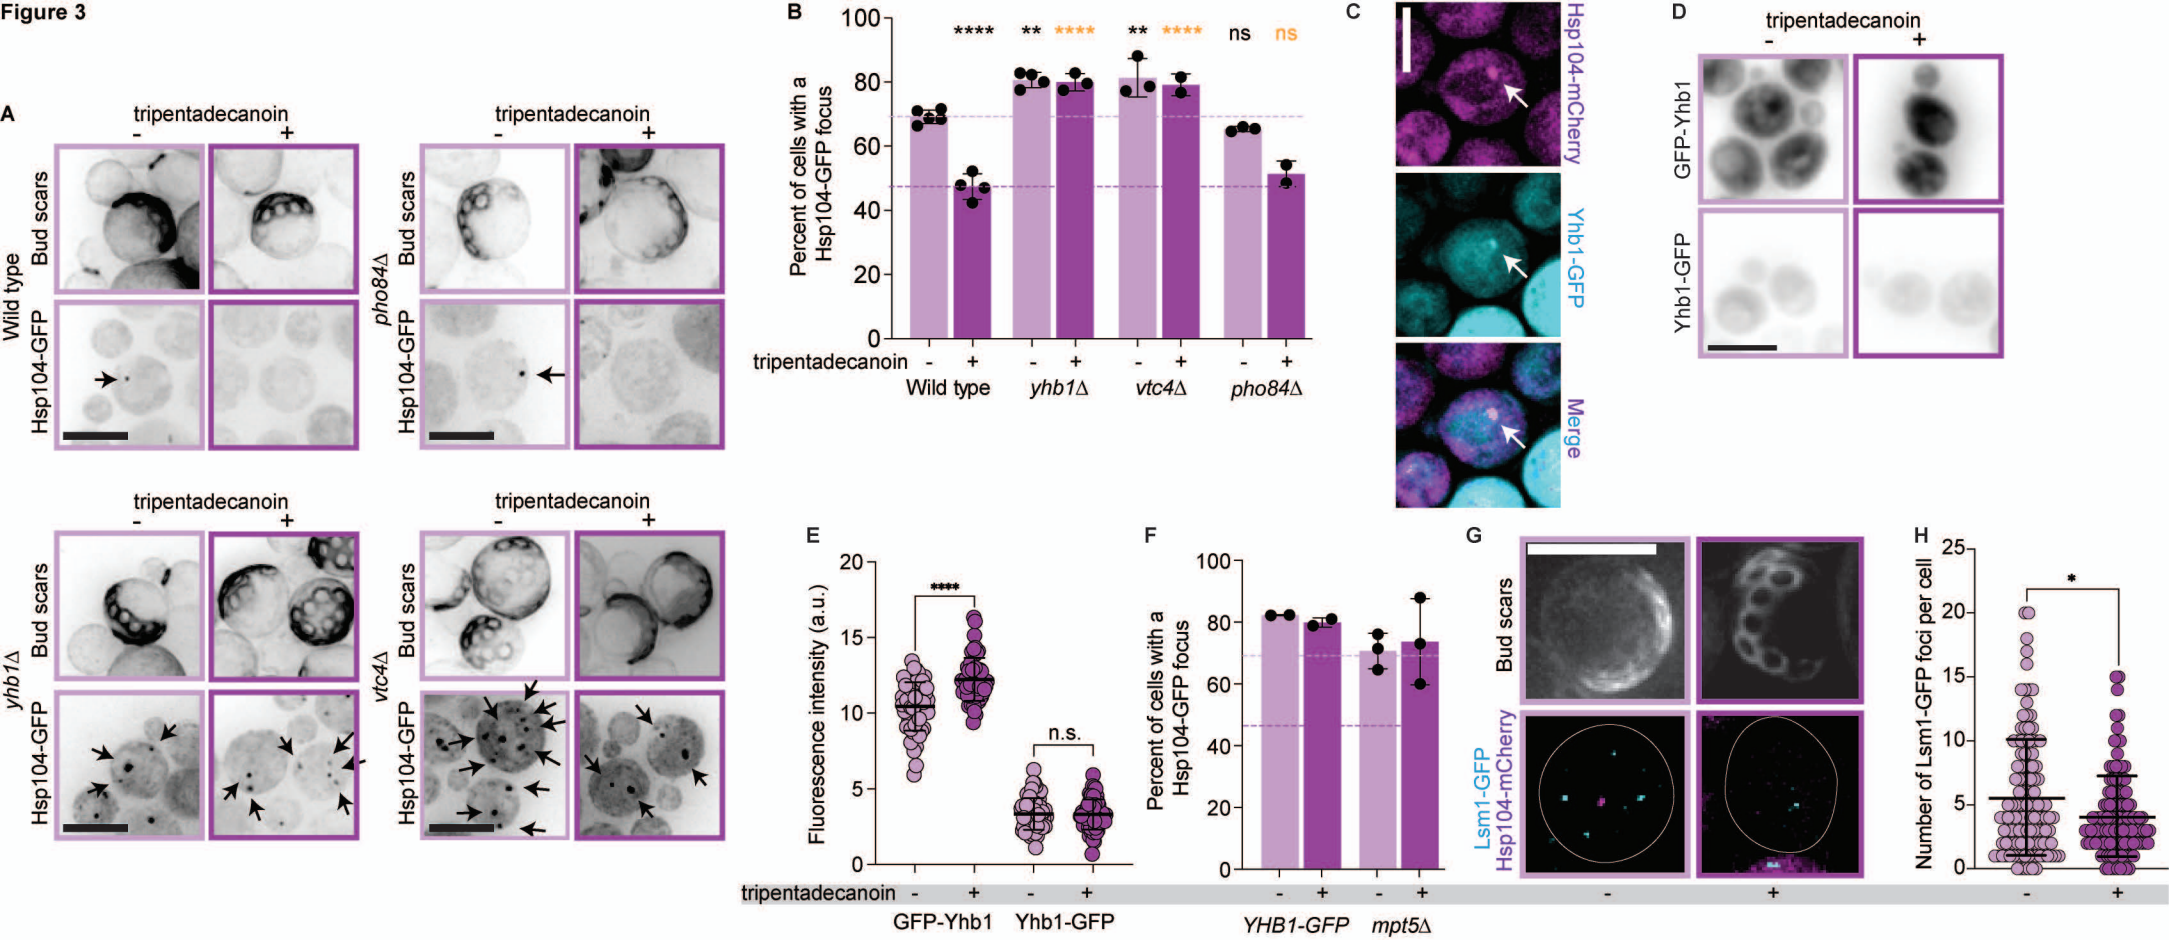 Figure 3
A
tripentadecanoin
- +
Wild type
Bud scars
Hsp104-GFP
tripentadecanoin
- +
pho84Δ
Bud scars
Hsp104-GFP
tripentadecanoin
- +
yhb1Δ
Bud scars
Hsp104-GFP
tripentadecanoin
- +
vtc4Δ
Bud scars
Hsp104-GFP
B
Percent of cells with a
Hsp104-GFP focus
100
80
60
40
20
0
**** ** **** ** **** ns ns
tripentadecanoin - + - + - + - +
Wild type yhb1Δ vtc4Δ pho84Δ
C
Hsp104-mCherry
Yhb1-GFP
Merge
D
tripentadecanoin
- +
GFP-Yhb1
Yhb1-GFP
E
Fluorescence intensity (a.u.)
20
15
10
5
0
****
n.s.
tripentadecanoin - + - +
GFP-Yhb1 Yhb1-GFP
F
Percent of cells with a
Hsp104-GFP focus
100
80
60
40
20
0
- + - +
YHB1-GFP mpt5Δ
G
Bud scars
Lsm1-GFP
Hsp104-mCherry
- +
H
Number of Lsm1-GFP foci per cell
25
20
15
10
5
0
*
- +